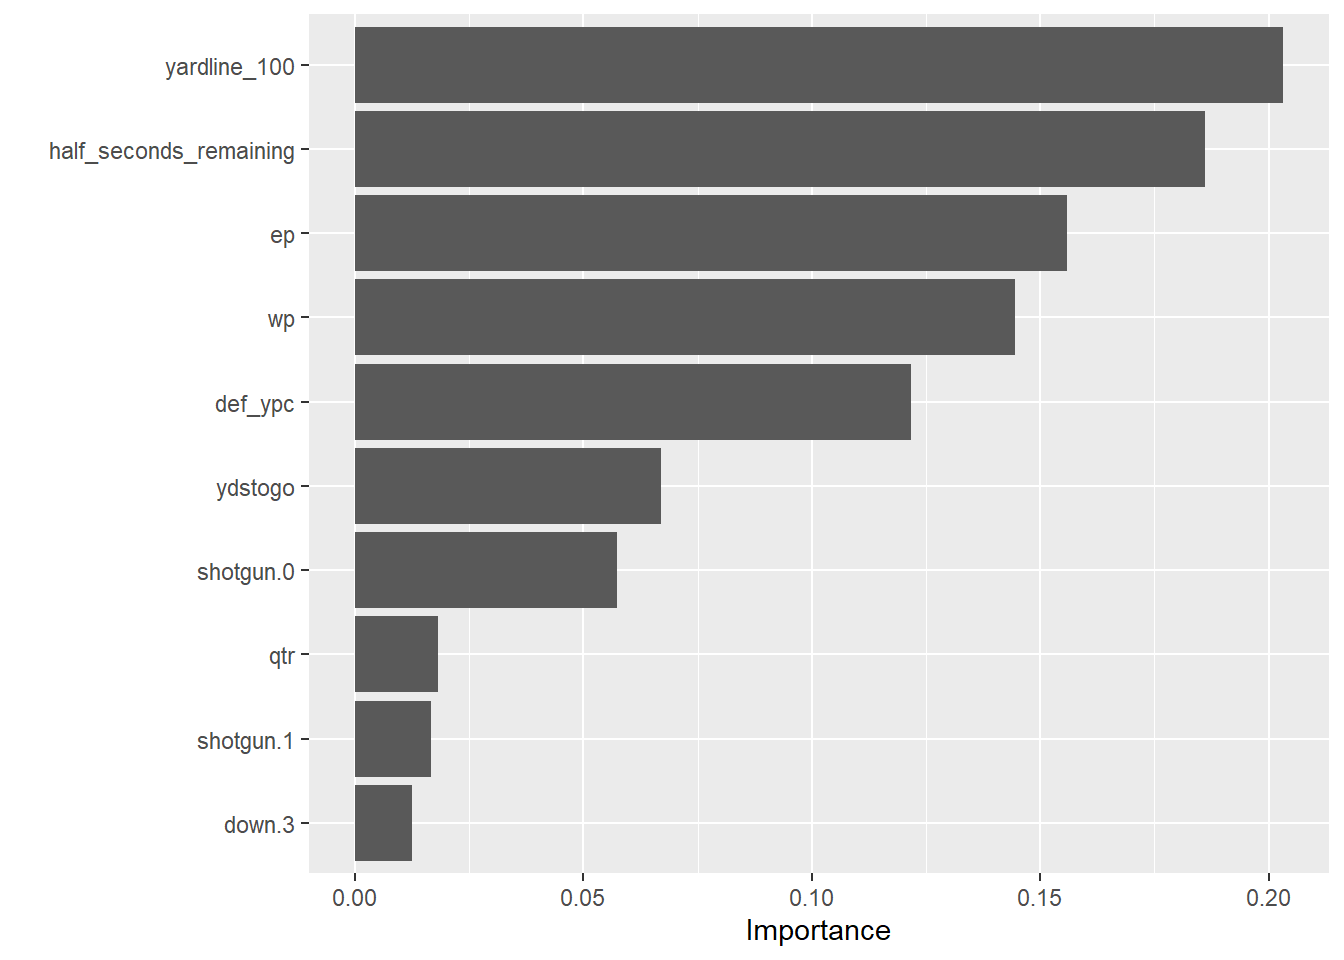 yardline_100
half_seconds_remaining
ep
wp
def_ypc
ydstogo
shotgun.0
qtr
shotgun.1
down.3
0.00 0.05 0.10 0.15 0.20
Importance